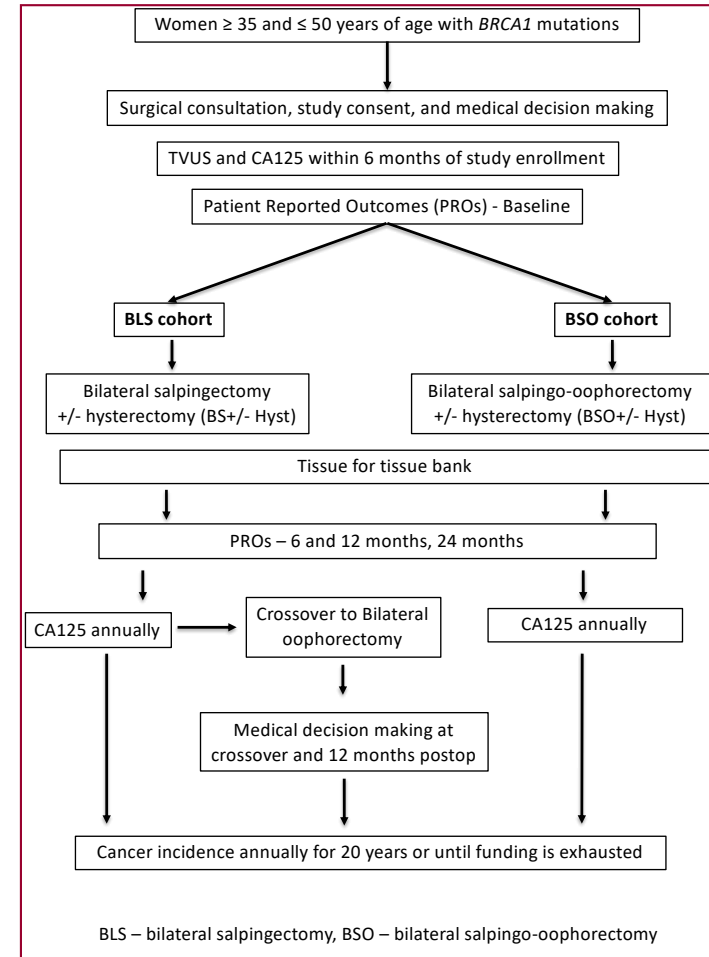 Women ≥ 35 and ≤ 50 years of age with BRCA1 mutations
Surgical consultation, study consent, and medical decision making
TVUS and CA125 within 6 months of study enrollment
Patient Reported Outcomes (PROs) - Baseline
BLS cohort
BSO cohort
Bilateral salpingectomy
+/- hysterectomy (BS+/- Hyst)
Bilateral salpingo-oophorectomy
+/- hysterectomy (BSO+/- Hyst)
Tissue for tissue bank
PROs – 6 and 12 months, 24 months
CA125 annually
Crossover to Bilateral
oophorectomy
CA125 annually
Medical decision making at
crossover and 12 months postop
Cancer incidence annually for 20 years or until funding is exhausted
BLS – bilateral salpingectomy, BSO – bilateral salpingo-oophorectomy